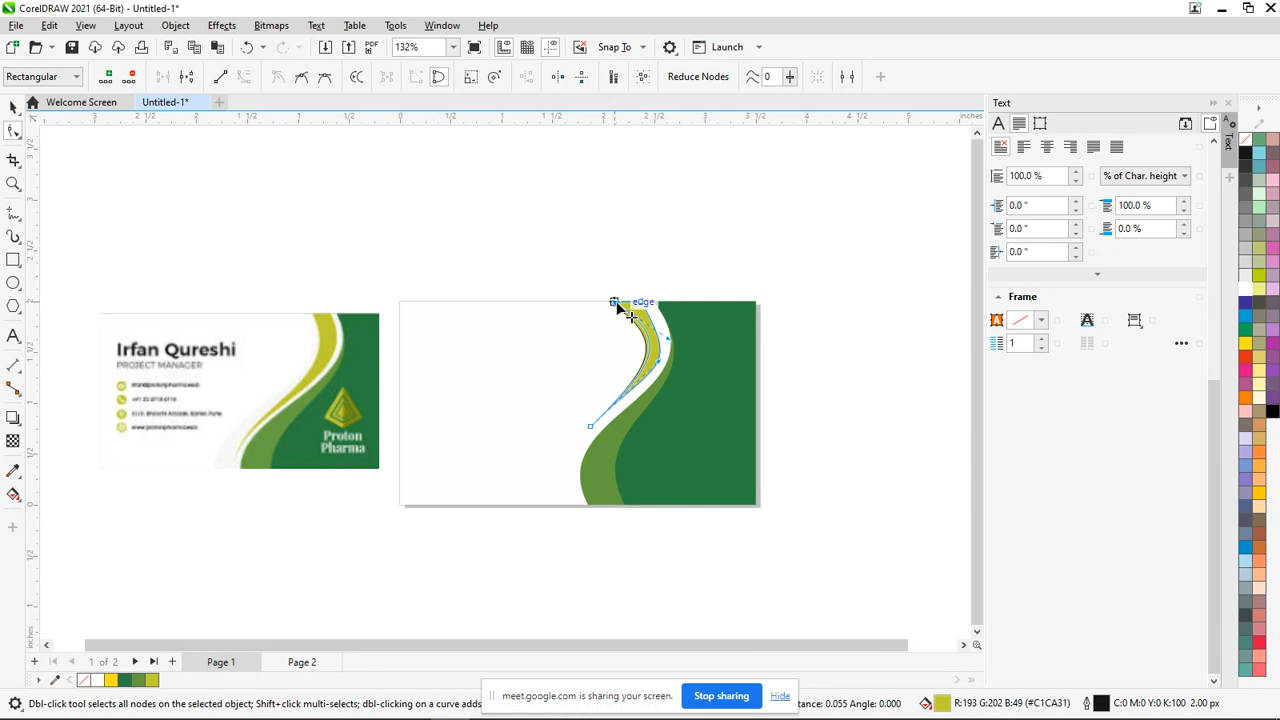 CorelDRAW 2021 (64-Bit) - Untitled-1*
File Edit View Layout Object Effects Bitmaps Text Table Tools Window Help
PDF 132% Snap To Launch
Rectangular Reduce Nodes 0
Welcome Screen Untitled-1*
inches
edge
Irfan Qureshi
PROJECT MANAGER
Proton
Pharma
Text
100.0 % % of Char. height
0.0 " 100.0 %
0.0 " 0.0 %
0.0 "
Frame
1
Text
inches
1 of 2 Page 1 Page 2
meet.google.com is sharing your screen. Stop sharing Hide
tool selects all nodes on the selected object; Shift+click multi-selects; dbl-clicking on a curve adds
tance: 0.055 Angle: 0.000
R:193 G:202 B:49 (#C1CA31) C:0 M:0 Y:0 K:100 2.00 px